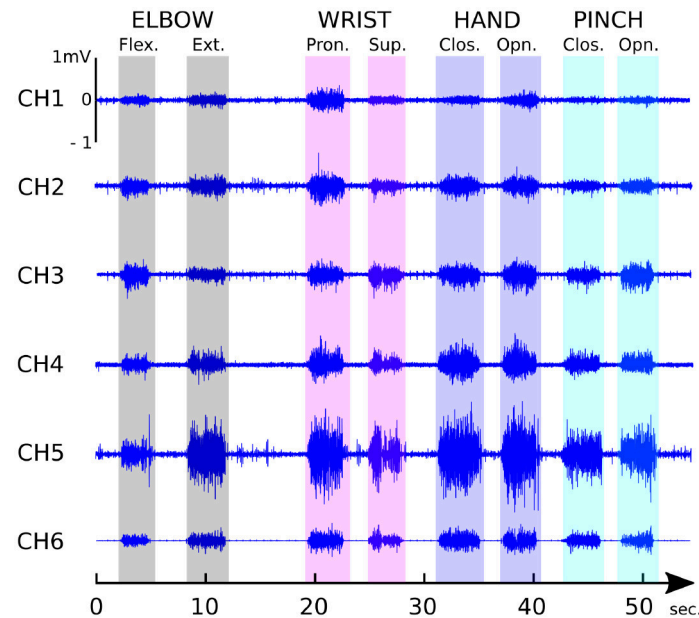 ELBOW WRIST HAND PINCH
Flex. Ext. Pron. Sup. Clos. Opn. Clos. Opn.
1mV
CH1 0
- 1
CH2
CH3
CH4
CH5
CH6
0 10 20 30 40 50 sec.